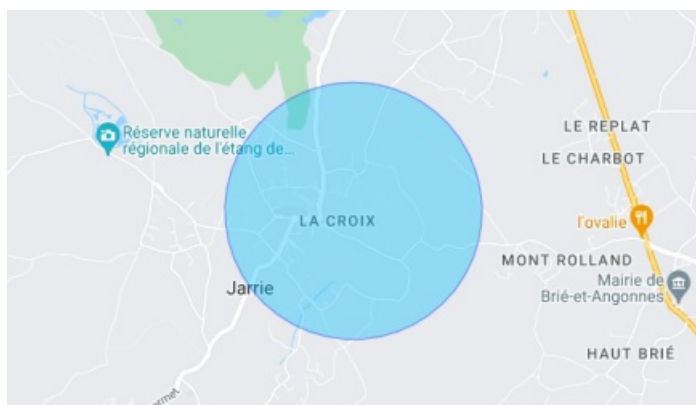 LE REPLAT
Réserve naturelle
régionale de l'étang de...
LE CHARBOT
LA CROIX
l'ovalie
MONT ROLLAND
Mairie de
Brié-et-Angonnes
Jarrie
HAUT BRIÉ